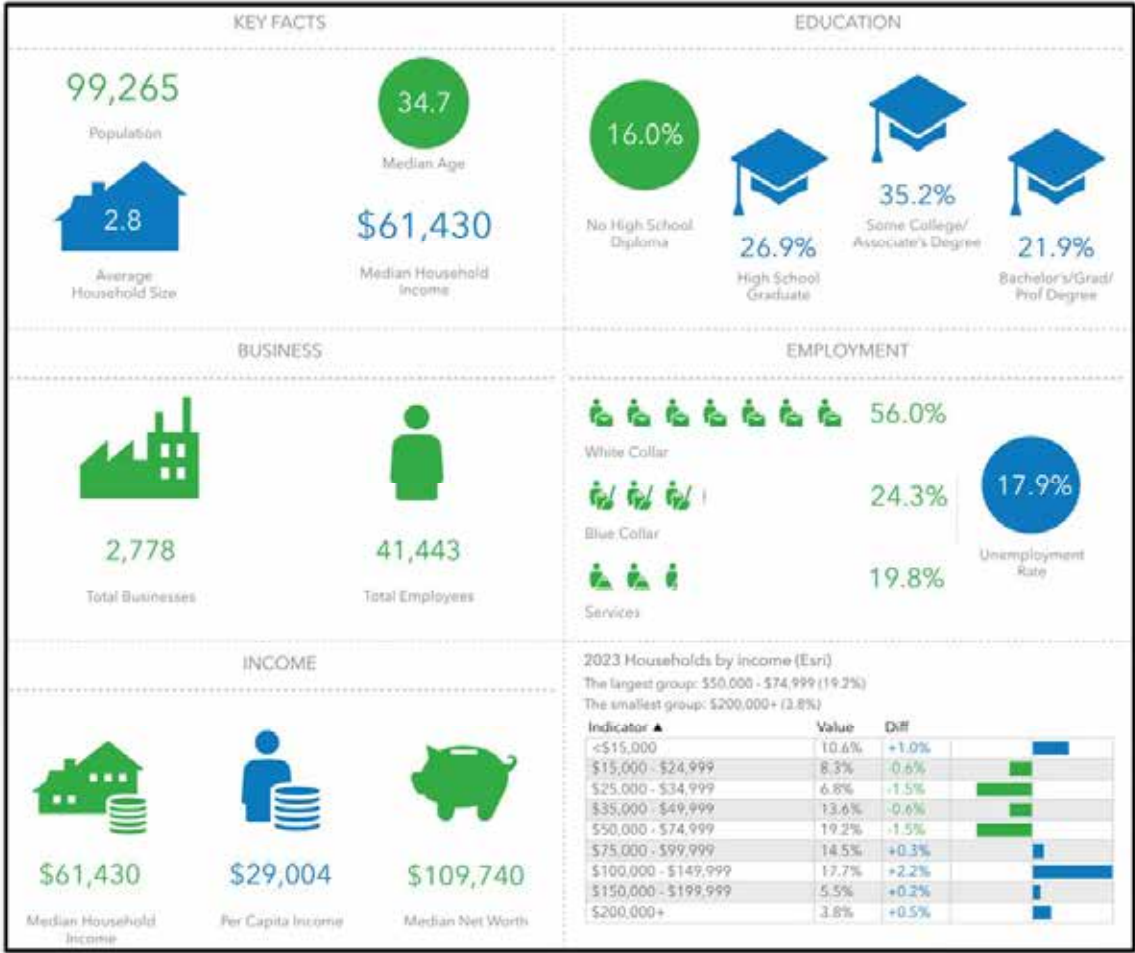 KEY FACTS
99,265
Population
34.7
Median Age
2.8
Average
Household Size
$61,430
Median Household
Income
EDUCATION
16.0%
No High School
Diploma
26.9%
High School
Graduate
35.2%
Some College/
Associate's Degree
21.9%
Bachelor's/Grad/
Prof Degree
BUSINESS
2,778
Total Businesses
41,443
Total Employees
EMPLOYMENT
56.0%
White Collar
24.3%
Blue Collar
19.8%
Services
17.9%
Unemployment
Rate
INCOME
$61,430
Median Household
Income
$29,004
Per Capita Income
$109,740
Median Net Worth
2023 Households by income (Esri)
The largest group: $50,000 - $74,999 (19.2%)
The smallest group: $200,000+ (3.8%)
Indicator ▲ Value Diff
<$15,000 10.6% +1.0%
$15,000 - $24,999 8.3% -0.6%
$25,000 - $34,999 6.8% -1.5%
$35,000 - $49,999 13.6% -0.6%
$50,000 - $74,999 19.2% -1.5%
$75,000 - $99,999 14.5% +0.3%
$100,000 - $149,999 17.7% +2.2%
$150,000 - $199,999 5.5% +0.2%
$200,000+ 3.8% +0.5%